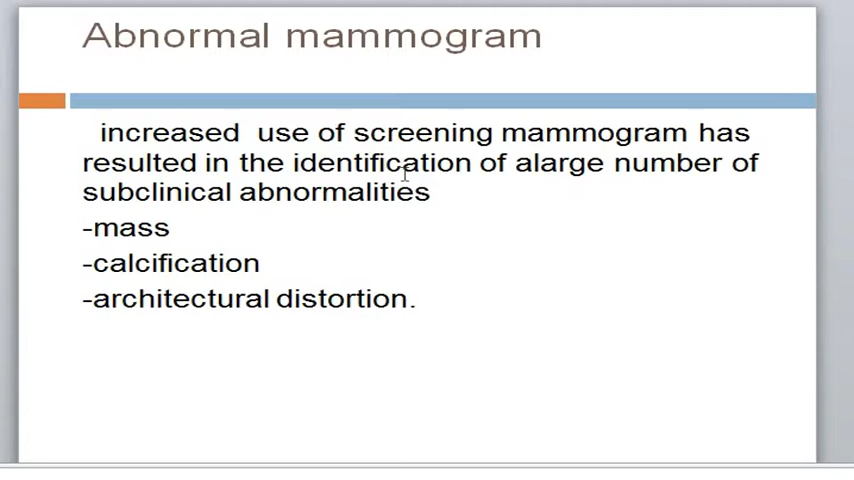 Abnormal mammogram
increased use of screening mammogram has
resulted in the identification of alarge number of
subclinical abnormalities
-mass
-calcification
-architectural distortion.